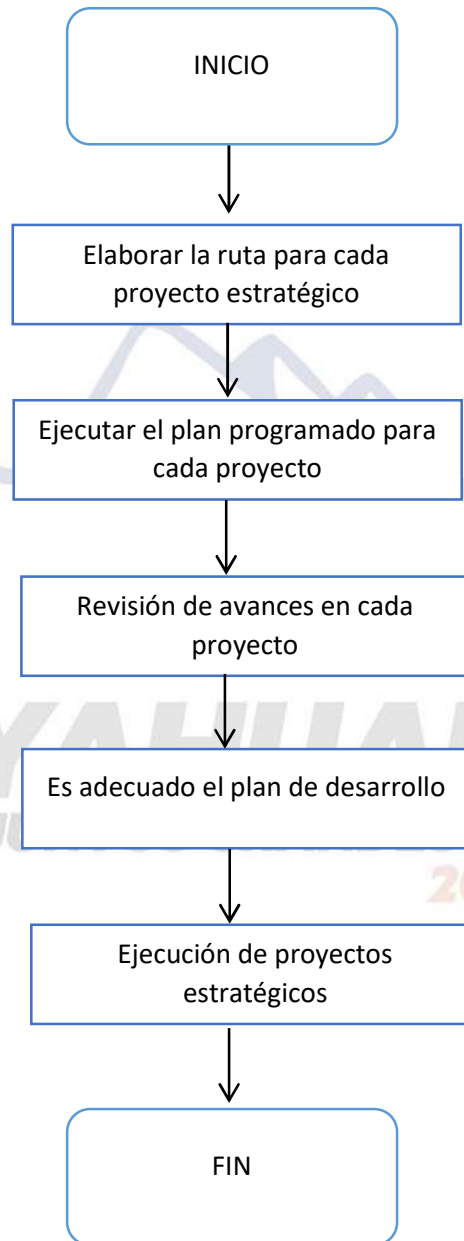 INICIO
Elaborar la ruta para cada
proyecto estratégico
Ejecutar el plan programado para
cada proyecto
Revisión de avances en cada
proyecto
Es adecuado el plan de desarrollo
Ejecución de proyectos
estratégicos
FIN